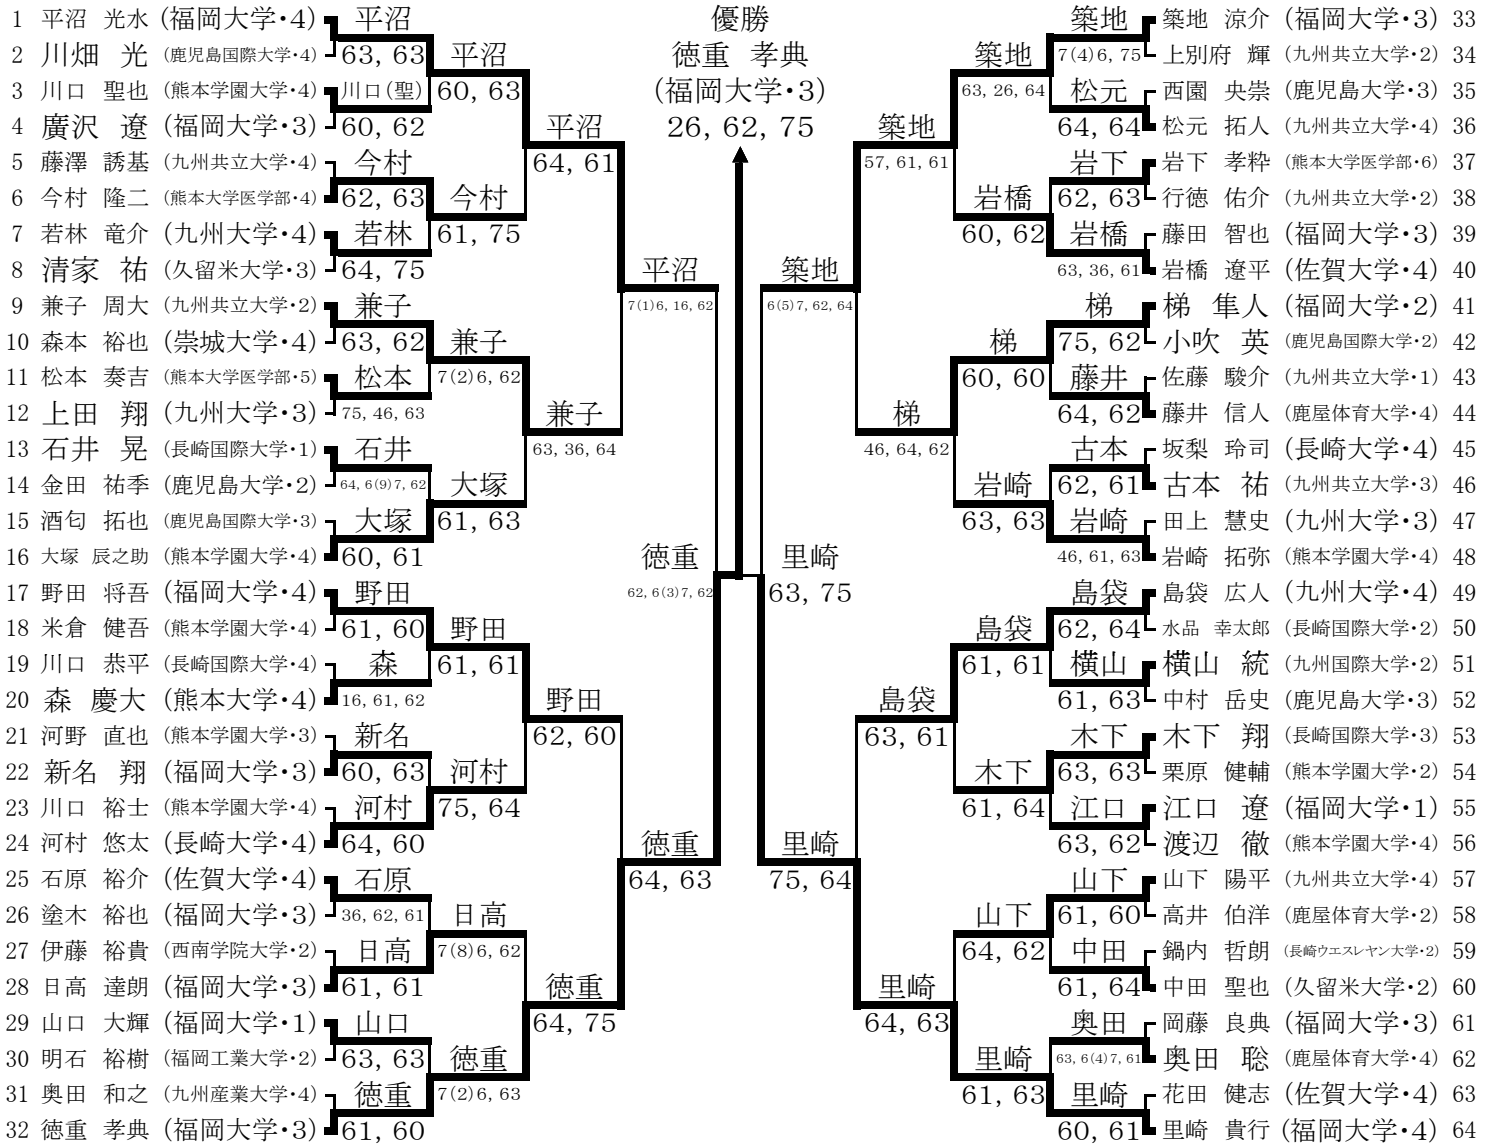 優勝
徳重 孝典
(福岡大学・3)
26, 62, 75
1 平沼 光水 (福岡大学・4)
2 川畑 光 (鹿児島国際大学・4)
3 川口 聖也 (熊本学園大学・4)
4 廣沢 遼 (福岡大学・3)
5 藤澤 誘基 (九州共立大学・4)
6 今村 隆二 (熊本大学医学部・4)
7 若林 竜介 (九州大学・4)
8 清家 祐 (久留米大学・3)
9 兼子 周大 (九州共立大学・2)
10 森本 裕也 (崇城大学・4)
11 松本 奏吉 (熊本大学医学部・5)
12 上田 翔 (九州大学・3)
13 石井 晃 (長崎国際大学・1)
14 金田 祐季 (鹿児島大学・2)
15 酒匂 拓也 (鹿児島国際大学・3)
16 大塚 辰之助 (熊本学園大学・4)
17 野田 将吾 (福岡大学・4)
18 米倉 健吾 (熊本学園大学・4)
19 川口 恭平 (長崎国際大学・4)
20 森 慶大 (熊本大学・4)
21 河野 直也 (熊本学園大学・3)
22 新名 翔 (福岡大学・3)
23 川口 裕士 (熊本学園大学・4)
24 河村 悠太 (長崎大学・4)
25 石原 裕介 (佐賀大学・4)
26 塗木 裕也 (福岡大学・3)
27 伊藤 裕貴 (西南学院大学・2)
28 日高 達朗 (福岡大学・3)
29 山口 大輝 (福岡大学・1)
30 明石 裕樹 (福岡工業大学・2)
31 奥田 和之 (九州産業大学・4)
32 徳重 孝典 (福岡大学・3)
平沼
63, 63
川口(聖)
60, 62
今村
62, 63
若林
64, 75
兼子
63, 62
松本
75, 46, 63
石井
64, 6(9)7, 62
大塚
60, 61
野田
61, 60
森
16, 61, 62
新名
60, 63
河村
64, 60
石原
36, 62, 61
日高
61, 61
山口
63, 63
徳重
61, 60
平沼
60, 63
今村
61, 75
兼子
7(2)6, 62
大塚
61, 63
野田
61, 61
河村
75, 64
日高
7(8)6, 62
徳重
7(2)6, 63
平沼
64, 61
兼子
63, 36, 64
野田
62, 60
徳重
64, 75
平沼
7(1)6, 16, 62
徳重
64, 63
徳重
62, 6(3)7, 62
里崎
63, 75
築地
6(5)7, 62, 64
里崎
75, 64
築地
57, 61, 61
梯
46, 64, 62
島袋
63, 61
里崎
64, 63
築地
63, 26, 64
岩橋
60, 62
梯
60, 60
岩崎
63, 63
島袋
61, 61
木下
61, 64
山下
64, 62
里崎
61, 63
築地
7(4)6, 75
松元
64, 64
岩下
62, 63
岩橋
63, 36, 61
梯
75, 62
藤井
64, 62
古本
62, 61
岩崎
46, 61, 63
島袋
62, 64
横山
61, 63
木下
63, 63
江口
63, 62
山下
61, 60
中田
61, 64
奥田
63, 6(4)7, 61
里崎
60, 61
築地 涼介 (福岡大学・3) 33
上別府 輝 (九州共立大学・2) 34
西園 央崇 (鹿児島大学・3) 35
松元 拓人 (九州共立大学・4) 36
岩下 孝粋 (熊本大学医学部・6) 37
行徳 佑介 (九州共立大学・2) 38
藤田 智也 (福岡大学・3) 39
岩橋 遼平 (佐賀大学・4) 40
梯 隼人 (福岡大学・2) 41
小吹 英 (鹿児島国際大学・2) 42
佐藤 駿介 (九州共立大学・1) 43
藤井 信人 (鹿屋体育大学・4) 44
坂梨 玲司 (長崎大学・4) 45
古本 祐 (九州共立大学・3) 46
田上 慧史 (九州大学・3) 47
岩崎 拓弥 (熊本学園大学・4) 48
島袋 広人 (九州大学・4) 49
水品 幸太郎 (長崎国際大学・2) 50
横山 統 (九州国際大学・2) 51
中村 岳史 (鹿児島大学・3) 52
木下 翔 (長崎国際大学・3) 53
栗原 健輔 (熊本学園大学・2) 54
江口 遼 (福岡大学・1) 55
渡辺 徹 (熊本学園大学・4) 56
山下 陽平 (九州共立大学・4) 57
高井 伯洋 (鹿屋体育大学・2) 58
鍋内 哲朗 (長崎ウエスレヤン大学・2) 59
中田 聖也 (久留米大学・2) 60
岡藤 良典 (福岡大学・3) 61
奥田 聡 (鹿屋体育大学・4) 62
花田 健志 (佐賀大学・4) 63
里崎 貴行 (福岡大学・4) 64